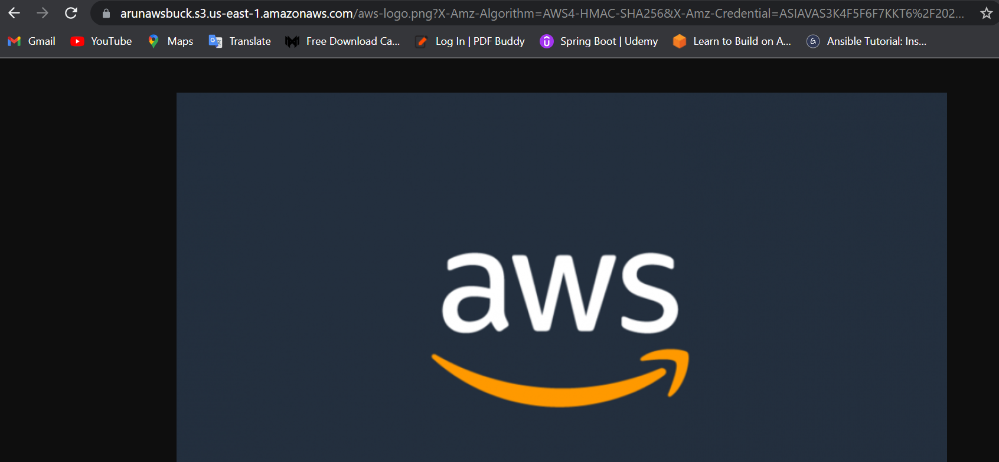 arunawsbuck.s3.us-east-1.amazonaws.com/aws-logo.png?X-Amz-Algorithm=AWS4-HMAC-SHA256&X-Amz-Credential=ASIAVAS3K4F5F6F7KKT6%2F202...
Gmail YouTube Maps Translate Free Download Ca... Log In | PDF Buddy Spring Boot | Udemy Learn to Build on A... Ansible Tutorial: Ins...
aws